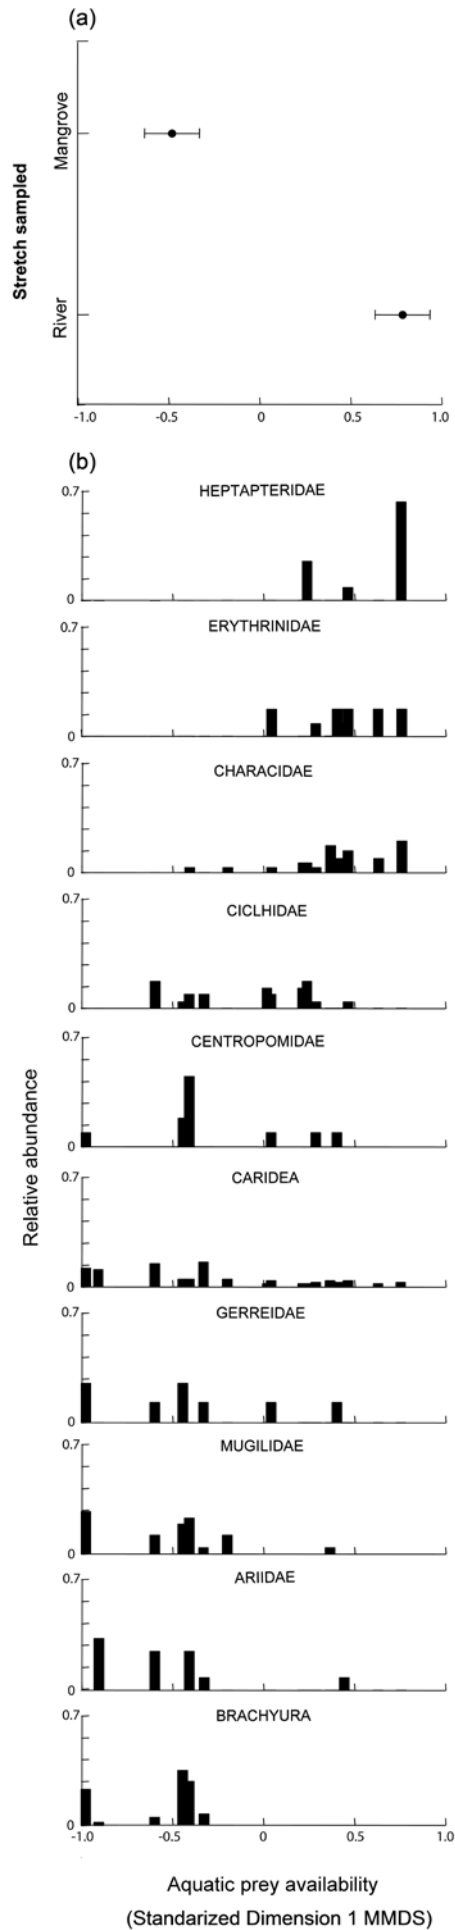 (a)
Stretch sampled
Mangrove
River
-1.0 -0.5 0 0.5 1.0
(b)
Relative abundance
0.7
HEPTAPTERIDAE
0
0.7
ERYTHRINIDAE
0
0.7
CHARACIDAE
0
0.7
CICLHIDAE
0
0.7
CENTROPOMIDAE
0
0.7
CARIDEA
0
0.7
GERREIDAE
0
0.7
MUGILIDAE
0
0.7
ARIIDAE
0
0.7
BRACHYURA
0
-1.0 -0.5 0 0.5 1.0
Aquatic prey availability
(Standarized Dimension 1 MMDS)